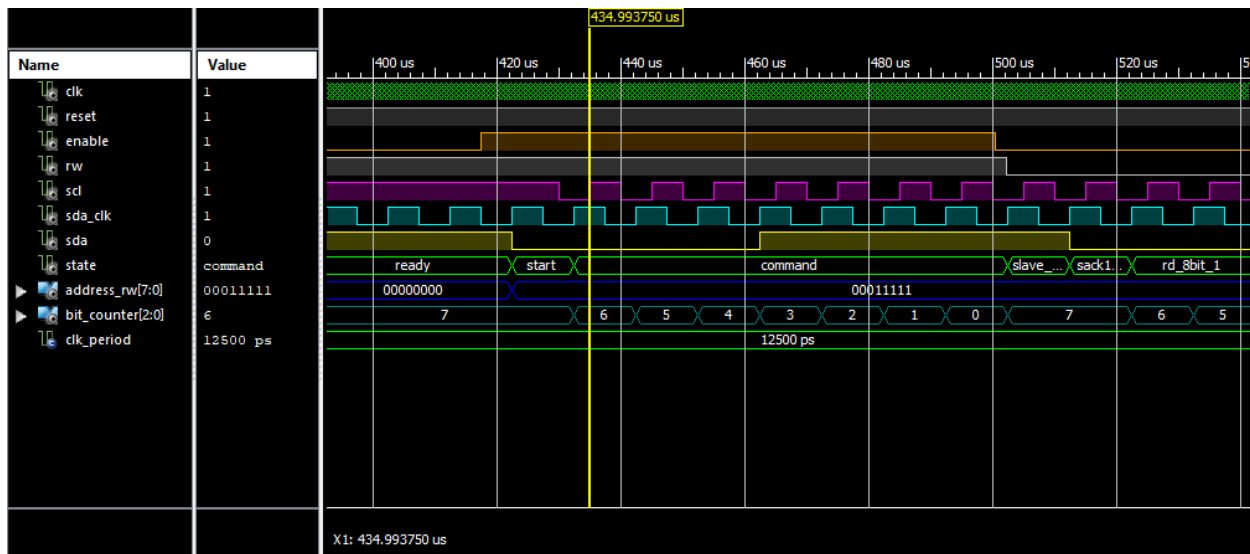 434.993750 us
Name Value
400 us 420 us 440 us 460 us 480 us 500 us 520 us 5
clk 1
reset 1
enable 1
rw 1
scl 1
sda_clk 1
sda 0
state command ready start command slave_... sack1... rd_8bit_1
address_rw[7:0] 00011111 00000000 00011111
bit_counter[2:0] 6 7 6 5 4 3 2 1 0 7 6 5
clk_period 12500 ps 12500 ps
X1: 434.993750 us